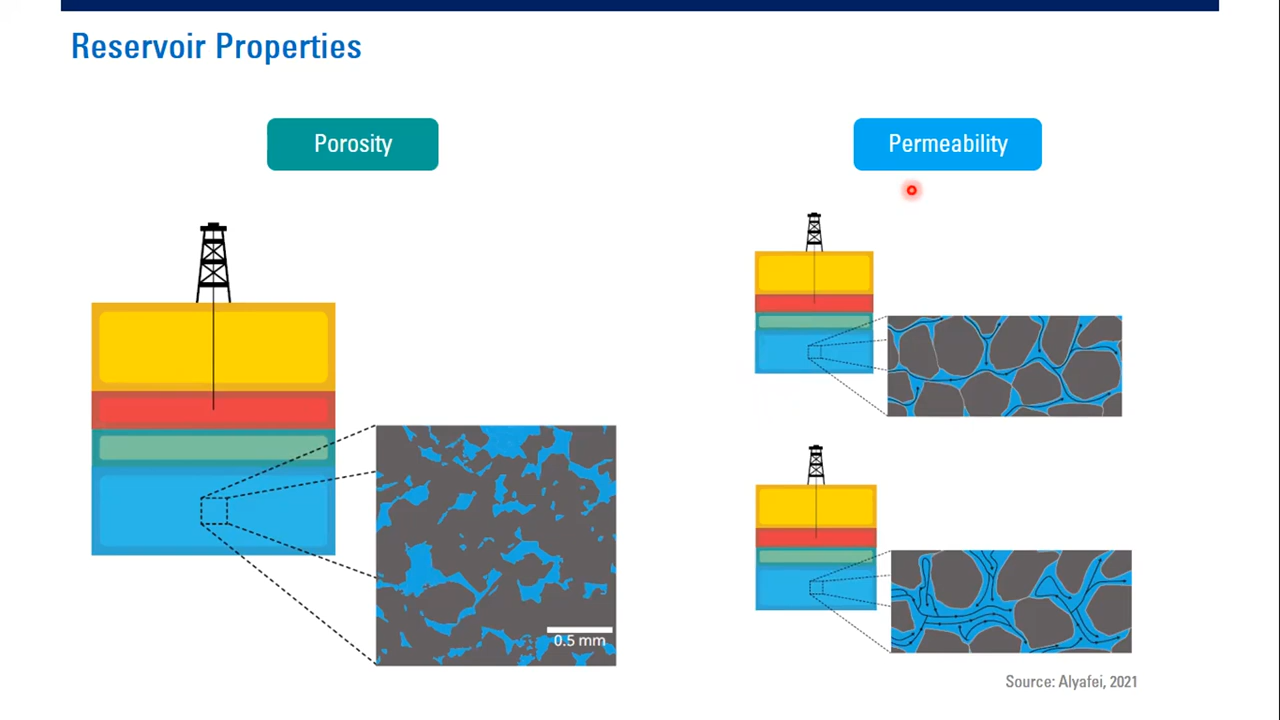 Reservoir Properties
Porosity
Permeability
0.5 mm
Source: Alyafei, 2021